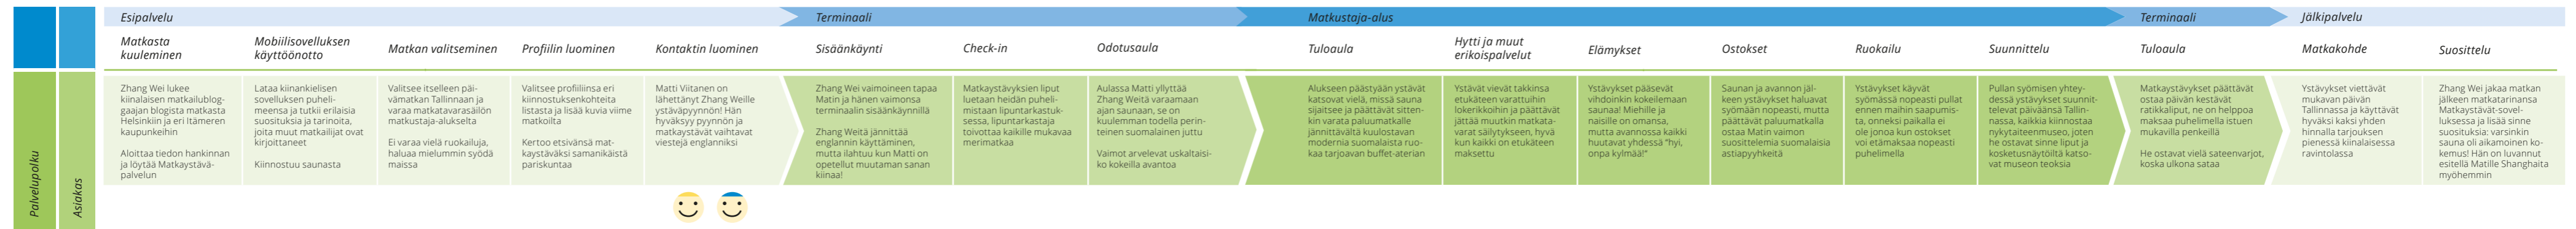 Esipalvelu
Terminaali
Matkustaja-alus
Terminaali
Jälkipalvelu
Matkasta
kuuleminen
Mobiilisovelluksen
käyttöönotto
Matkan valitseminen
Profiilin luominen
Kontaktin luominen
Sisäänkäynti
Check-in
Odotusaula
Tuloaula
Hytti ja muut
erikoispalvelut
Elämykset
Ostokset
Ruokailu
Suunnittelu
Tuloaula
Matkakohde
Suosittelu
Palvelupolku
Asiakas
Zhang Wei lukee
kiinalaisen matkailublog-
gaajan blogista matkasta
Helsinkiin ja eri itämeren
kaupunkeihin
Aloittaa tiedon hankinnan
ja löytää Matkaystävä-
palvelun
Lataa kiinankielisen
sovelluksen puheli-
meensa ja tutkii erilaisia
suosituksia ja tarinoita,
joita muut matkailijat ovat
kirjoittaneet
Kiinnostuu saunasta
Valitsee itselleen päi-
vämatkan Tallinnaan ja
varaa matkatavarasäilön
matkustaja-alukselta
Ei varaa vielä ruokailuja,
haluaa mielummin syödä
maissa
Valitsee profiiliinsa eri
kiinnostuksenkohteita
listasta ja lisää kuvia viime
matkoilta
Kertoo etsivänsä mat-
kaystäväksi samanikäistä
pariskuntaa
Matti Viitanen on
lähettänyt Zhang Weille
ystäväpyynnön! Hän
hyväksyy pyynnön ja
matkaystävät vaihtavat
viestejä englanniksi
Zhang Wei vaimoineen tapaa
Matin ja hänen vaimonsa
terminaalin sisäänkäynnillä
Zhang Weitä jännittää
englannin käyttäminen,
mutta ilahtuu kun Matti on
opetellut muutaman sanan
kiinaa!
Matkaystävyksien liput
luetaan heidän puheli-
mistaan lipuntarkastuk-
sessa, lipuntarkastaja
toivottaa kaikille mukavaa
merimatkaa
Aulassa Matti yllyttää
Zhang Weitä varaamaan
ajan saunaan, se on
kuulemman todella perin-
teinen suomalainen juttu
Vaimot arvelevat uskaltaisi-
ko kokeilla avantoa
Alukseen päästyään ystävät
katsovat vielä, missä sauna
sijaitsee ja päättävät sitten-
kin varata paluumatkalle
jännittävältä kuulostavan
modernia suomalaista ruo-
kaa tarjoavan buffet-aterian
Ystävät vievät takkinsa
etukäteen varattuihin
lokerikkoihin ja päättävät
jättää muutkin matkata-
varat säilytykseen, hyvä
kun kaikki on etukäteen
maksettu
Ystävykset pääsevät
vihdoinkin kokeilemaan
saunaa! Miehille ja
naisille on omansa,
mutta avannossa kaikki
huutavat yhdessä "hyi,
onpa kylmää!"
Saunan ja avannon jäl-
keen ystävykset haluavat
syömään nopeasti, mutta
päättävät paluumatkalla
ostaa Matin vaimon
suosittelemia suomalaisia
astiapyyhkeitä
Ystävykset käyvät
syömässä nopeasti pullat
ennen maihin saapumis-
ta, onneksi paikalla ei
ole jonoa kun ostokset
voi etämaksaa nopeasti
puhelimella
Pullan syömisen yhtey-
dessä ystävykset suunnit-
televat päiväänsä Tallin-
nassa, kaikkia kiinnostaa
nykytaiteenmuseo, joten
he ostavat sinne liput ja
kosketusnäytöiltä katso-
vat museon teoksia
Matkaystävykset päättävät
ostaa päivän kestävät
ratikkaliput, ne on helppoa
maksaa puhelimella istuen
mukavilla penkeillä
He ostavat vielä sateenvarjot,
koska ulkona sataa
Ystävykset viettävät
mukavan päivän
Tallinnassa ja käyttävät
hyväksi kaksi yhden
hinnalla tarjouksen
pienessä kiinalaisessa
ravintolassa
Zhang Wei jakaa matkan
jälkeen matkatarinansa
Matkaystävät-sovel-
luksessa ja lisää sinne
suosituksia: varsinkin
sauna oli aikamoinen ko-
kemus! Hän on luvannut
esitellä Matille Shanghaita
myöhemmin